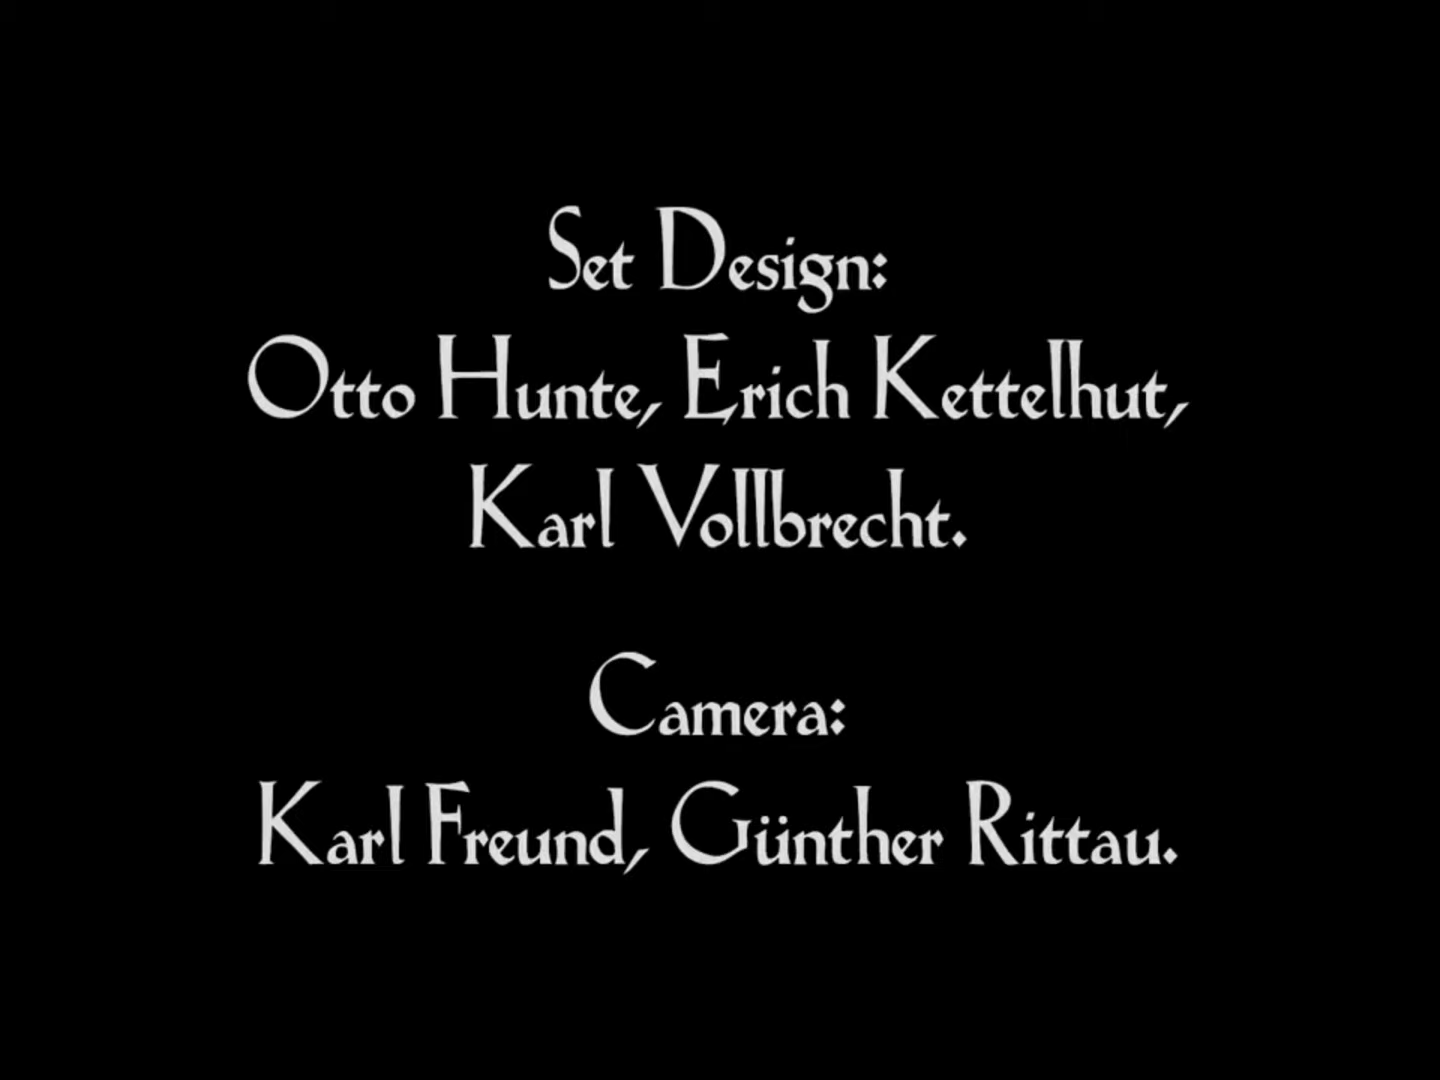 Set Design:
Otto Hunte, Erich Kettelhut,
Karl Vollbrecht.
Camera:
Karl Freund, Günther Rittau.